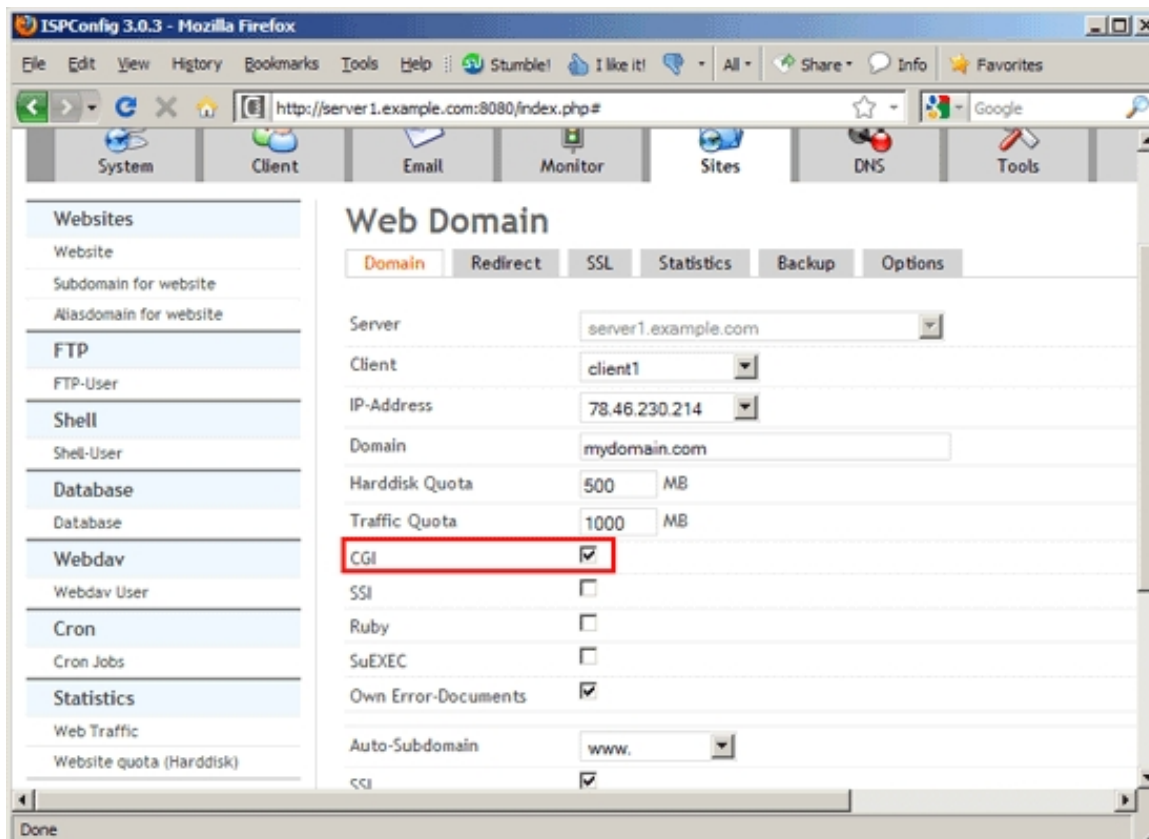 ISPConfig 3.0.3 - Mozilla Firefox
File Edit View History Bookmarks Tools Help Stumble! I like it! All Share Info Favorites
http://server1.example.com:8080/index.php# Google
System Client Email Monitor Sites DNS Tools
Websites
Website
Subdomain for website
Aliasdomain for website
FTP
FTP-User
Shell
Shell-User
Database
Database
Webdav
Webdav User
Cron
Cron Jobs
Statistics
Web Traffic
Website quota (Harddisk)
Web Domain
Domain Redirect SSL Statistics Backup Options
Server server1.example.com
Client client1
IP-Address 78.46.230.214
Domain mydomain.com
Harddisk Quota 500 MB
Traffic Quota 1000 MB
CGI
SSI
Ruby
SuEXEC
Own Error-Documents
Auto-Subdomain www.
Done